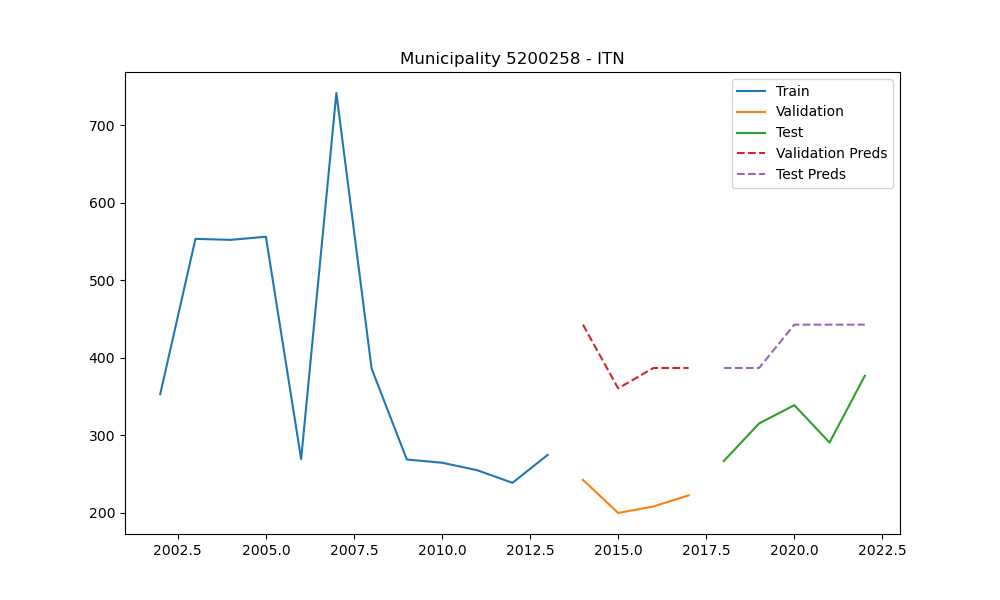 Municipality 5200258 - ITN
Train
Validation
Test
Validation Preds
Test Preds
700
600
500
400
300
200
2002.5 2005.0 2007.5 2010.0 2012.5 2015.0 2017.5 2020.0 2022.5